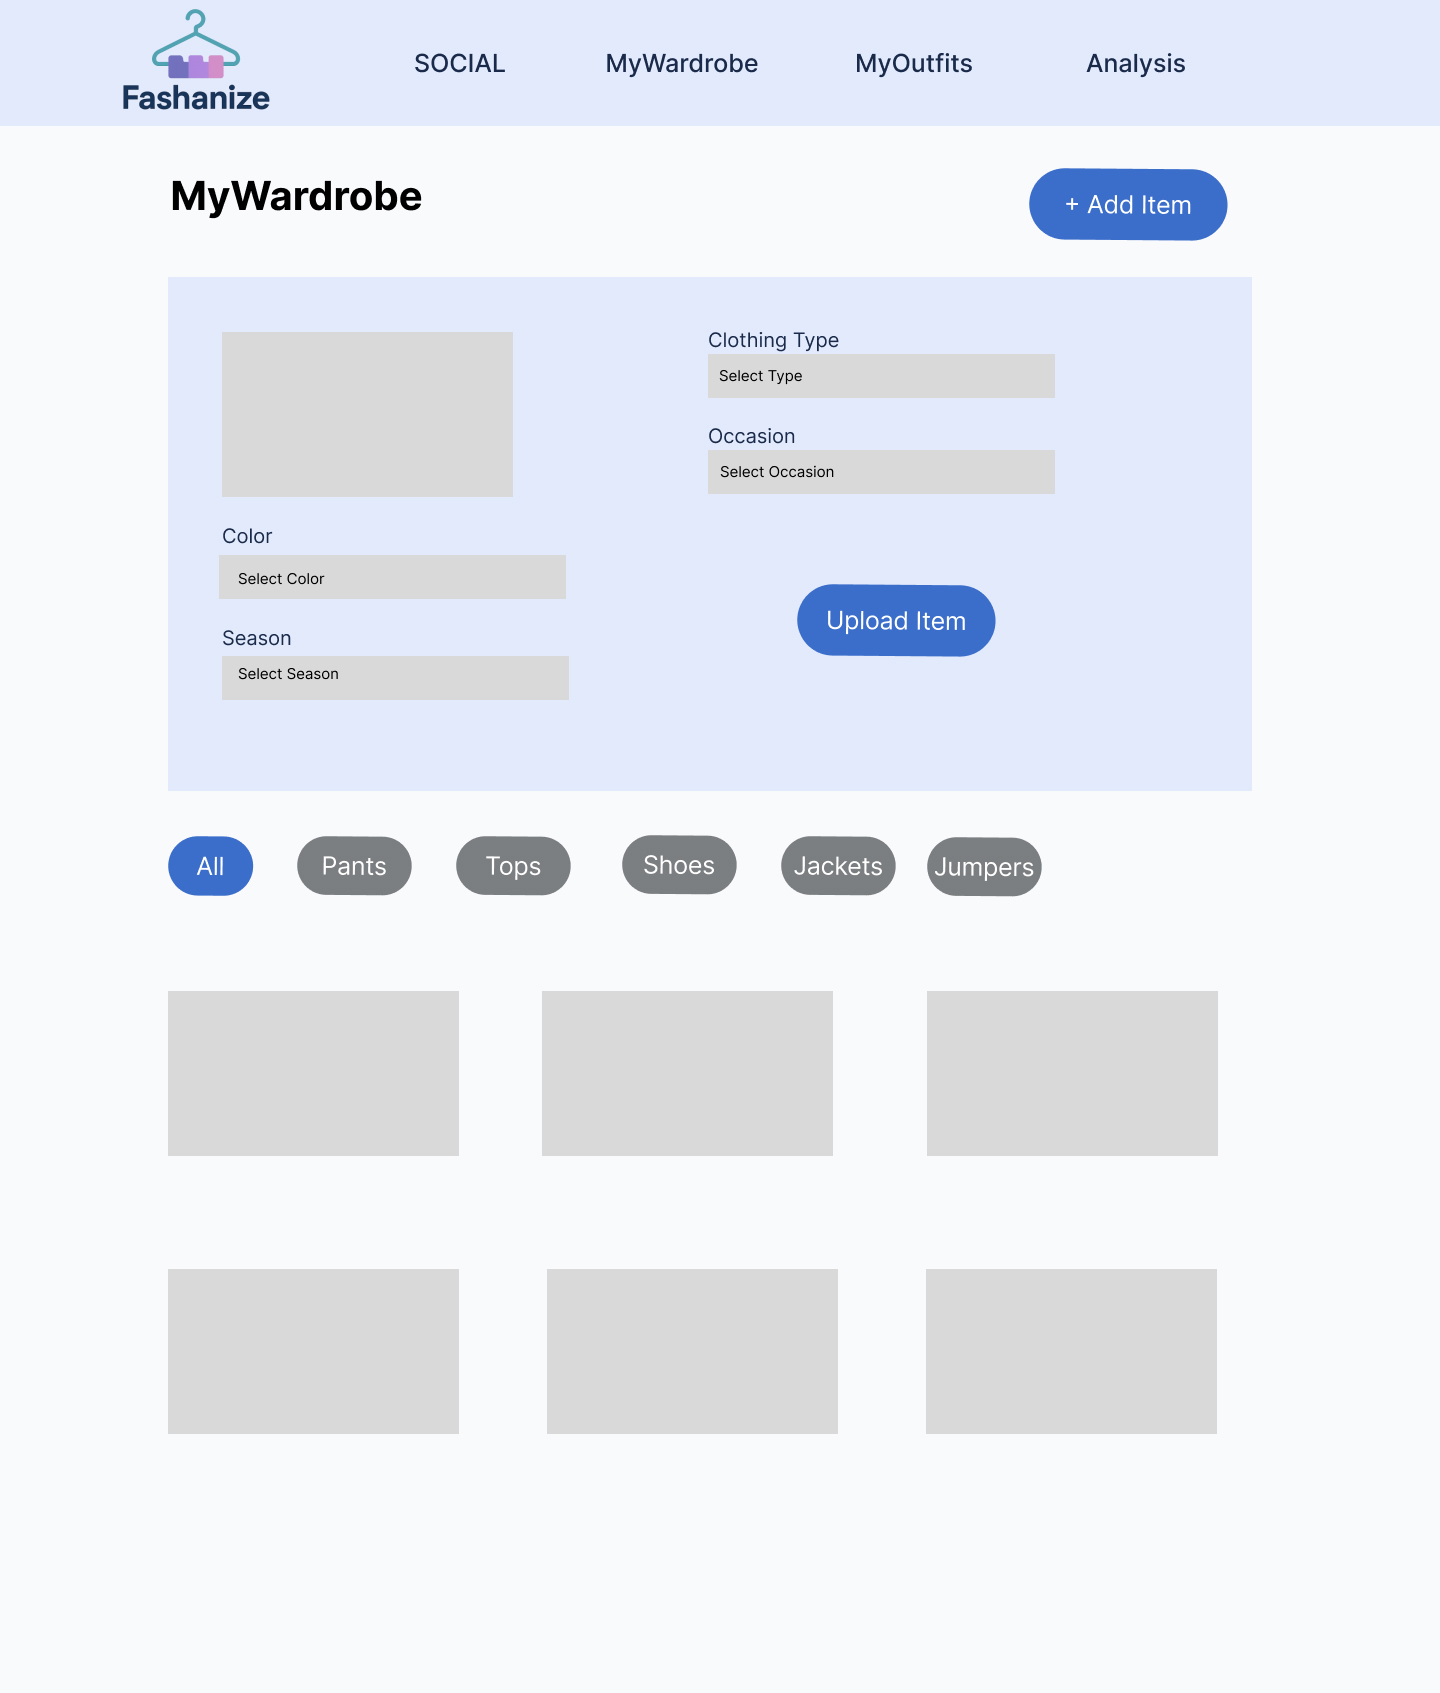 Fashanize
SOCIAL
MyWardrobe
MyOutfits
Analysis
MyWardrobe
+ Add Item
Clothing Type
Select Type
Occasion
Select Occasion
Color
Select Color
Season
Select Season
Upload Item
All
Pants
Tops
Shoes
Jackets
Jumpers